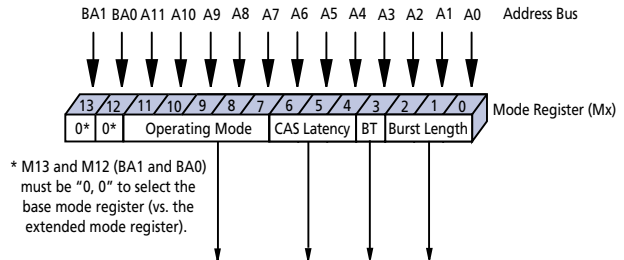 BA1 BA0 A11 A10 A9 A8 A7 A6 A5 A4 A3 A2 A1 A0 Address Bus
13 12 11 10 9 8 7 6 5 4 3 2 1 0 Mode Register (Mx)
0* 0* Operating Mode CAS Latency BT Burst Length
* M13 and M12 (BA1 and BA0)
must be "0, 0" to select the
base mode register (vs. the
extended mode register).